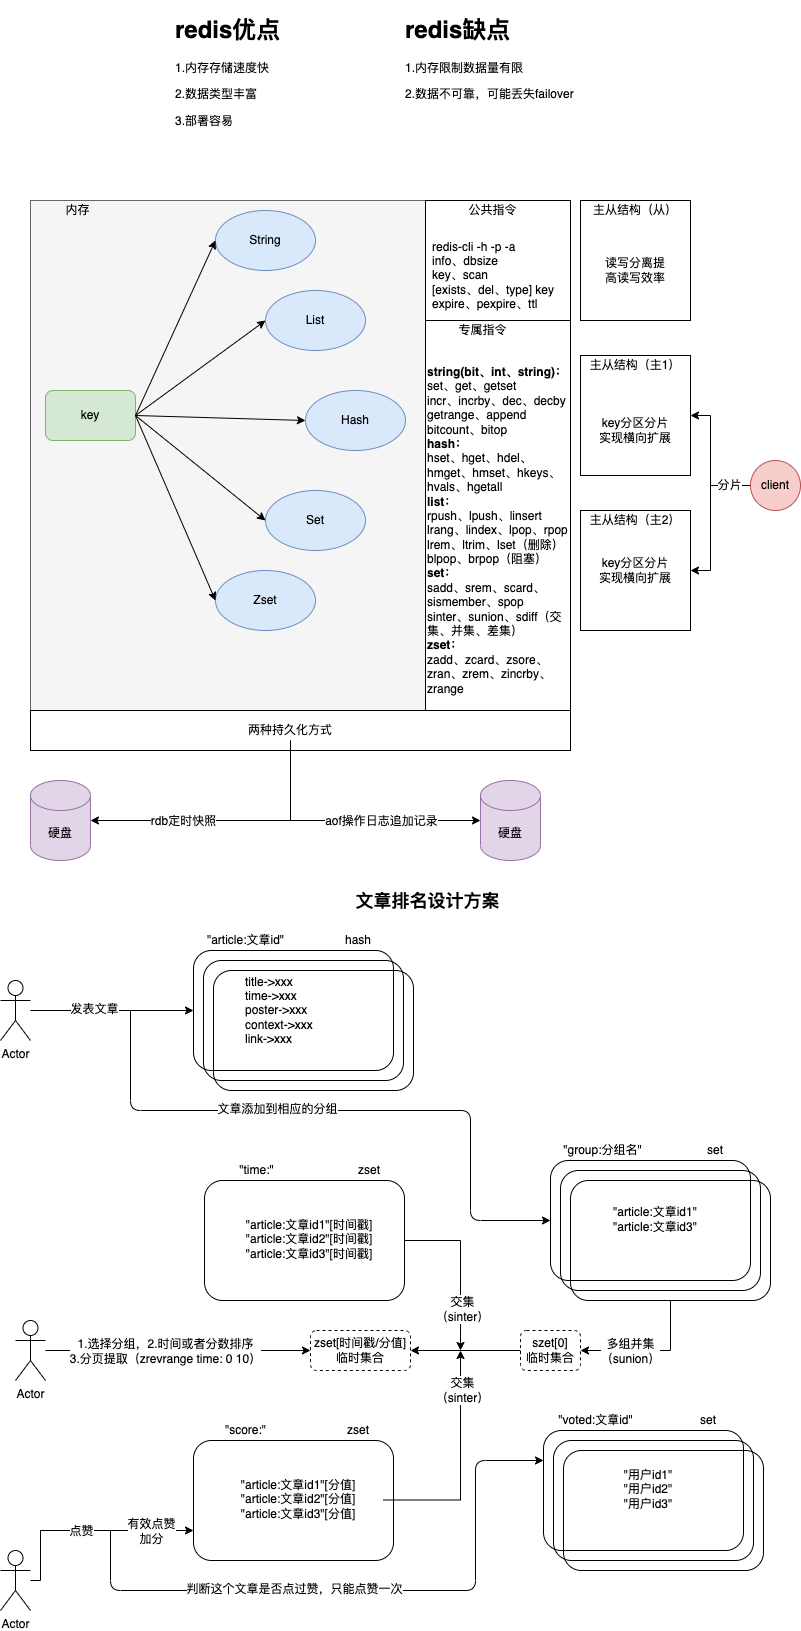 redis优点
1.内存存储速度快
2.数据类型丰富
3.部署容易
redis缺点
1.内存限制数据量有限
2.数据不可靠，可能丢失failover
内存
key
String
List
Hash
Set
Zset
公共指令
redis-cli -h -p -a
info、dbsize
key、scan
[exists、del、type] key
expire、pexpire、ttl
专属指令
string(bit、int、string)：
set、get、getset
incr、incrby、dec、decby
getrange、append
bitcount、bitop
hash：
hset、hget、hdel、
hmget、hmset、hkeys、
hvals、hgetall
list：
rpush、lpush、linsert
lrang、lindex、lpop、rpop
lrem、ltrim、lset（删除）
blpop、brpop（阻塞）
set：
sadd、srem、scard、
sismember、spop
sinter、sunion、sdiff（交
集、并集、差集）
zset：
zadd、zcard、zsore、
zran、zrem、zincrby、
zrange
主从结构（从）
读写分离提
高读写效率
主从结构（主1）
key分区分片
实现横向扩展
主从结构（主2）
key分区分片
实现横向扩展
分片
client
两种持久化方式
硬盘
rdb定时快照
aof操作日志追加记录
硬盘
文章排名设计方案
"article:文章id"
hash
title->xxx
time->xxx
poster->xxx
context->xxx
link->xxx
Actor
发表文章
文章添加到相应的分组
"group:分组名"
set
"article:文章id1"
"article:文章id3"
"time:"
zset
"article:文章id1"[时间戳]
"article:文章id2"[时间戳]
"article:文章id3"[时间戳]
交集
（sinter）
Actor
1.选择分组，2.时间或者分数排序
3.分页提取（zrevrange time: 0 10）
zset[时间戳/分值]
临时集合
szet[0]
临时集合
多组并集
（sunion）
交集
（sinter）
"score:"
zset
"article:文章id1"[分值]
"article:文章id2"[分值]
"article:文章id3"[分值]
"voted:文章id"
set
"用户id1"
"用户id2"
"用户id3"
Actor
点赞
有效点赞
加分
判断这个文章是否点过赞，只能点赞一次